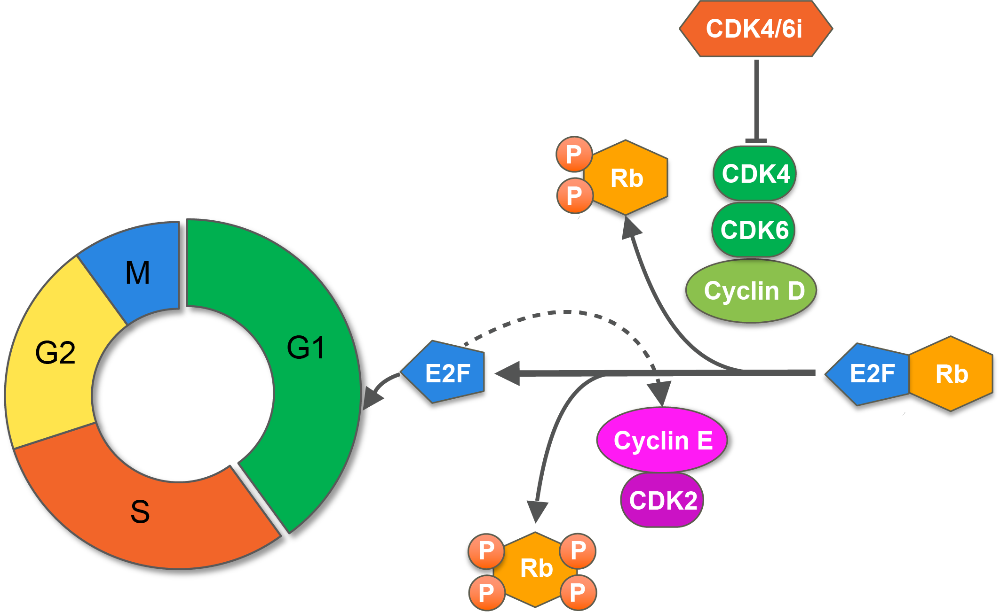 CDK4/6i
P
Rb
P
CDK4
CDK6
Cyclin D
M
G1
G2
S
E2F
E2F
Rb
Cyclin E
CDK2
P
P
Rb
P
P